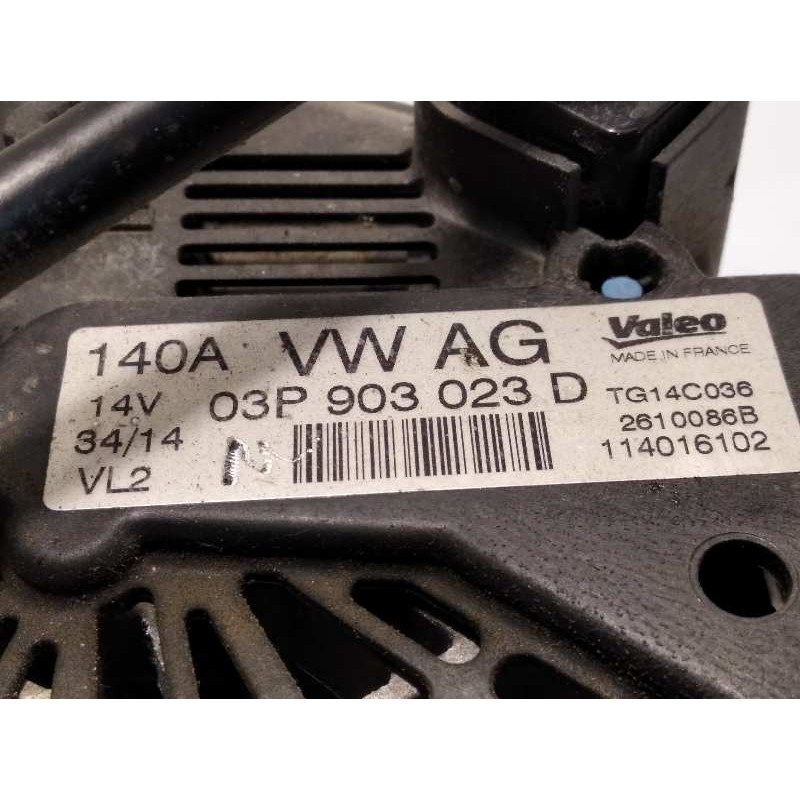 140A VW AG Valeo
MADE IN FRANCE
14V 03P 903 023 D TG14C036
34/14 2610086B
VL2 N 114016102